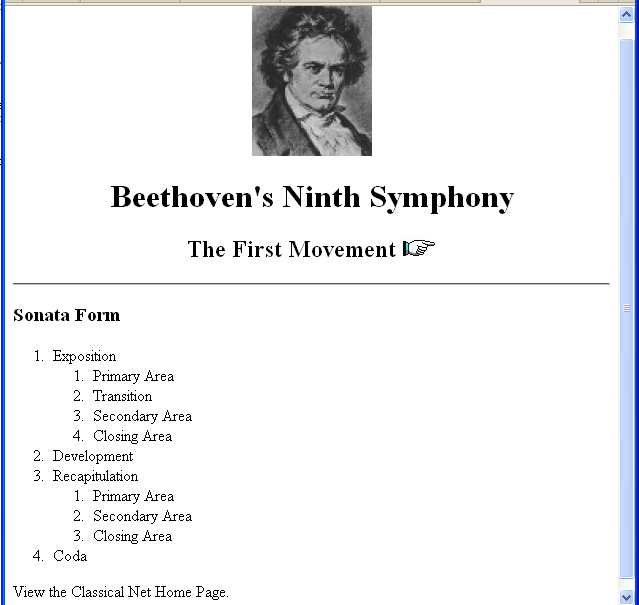 Beethoven's Ninth Symphony
The First Movement
Sonata Form
1. Exposition
1. Primary Area
2. Transition
3. Secondary Area
4. Closing Area
2. Development
3. Recapitulation
1. Primary Area
2. Secondary Area
3. Closing Area
4. Coda
View the Classical Net Home Page.